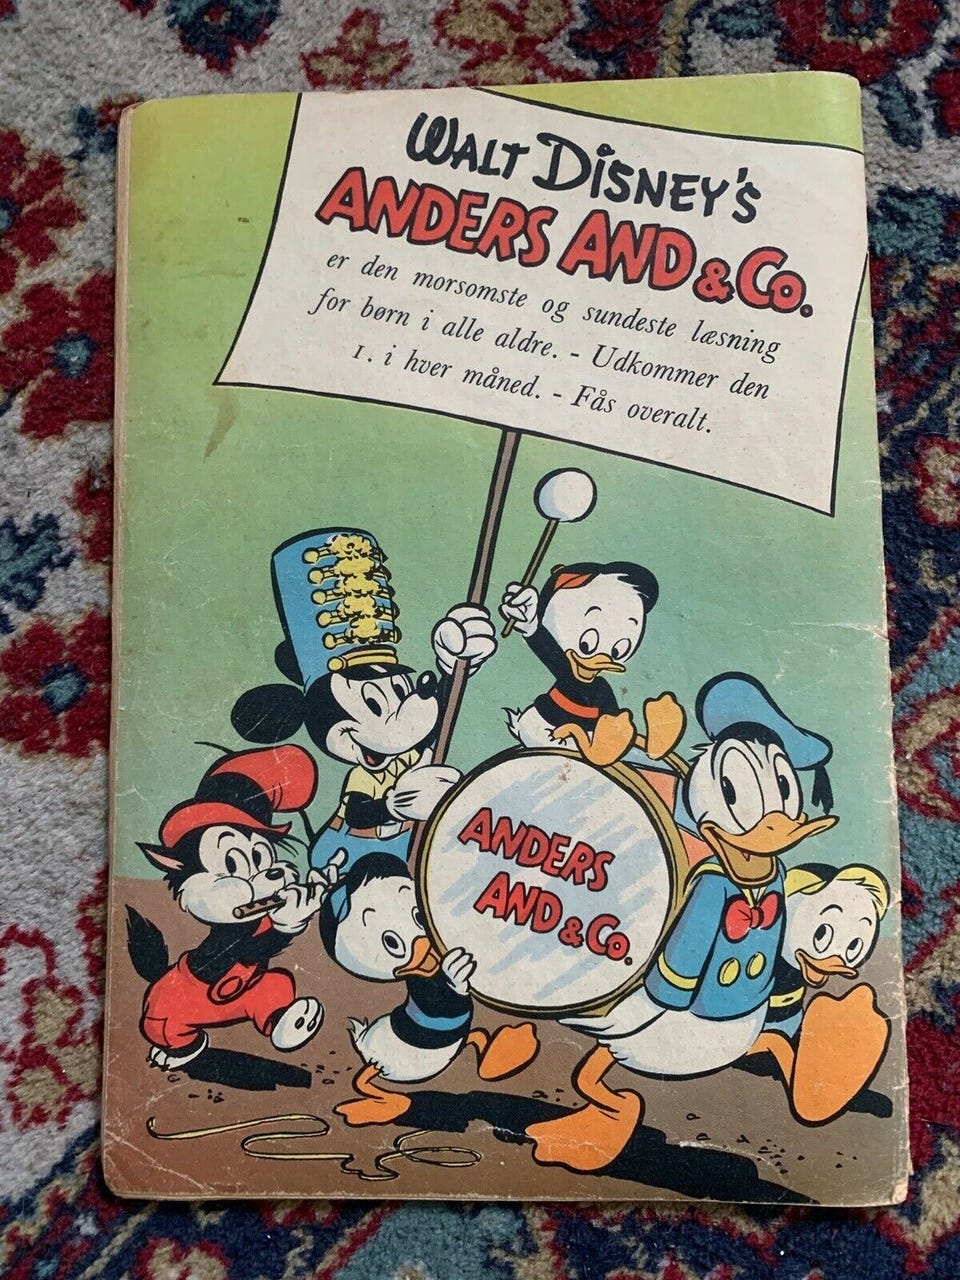 WALT DISNEY'S
ANDERS AND & Co.
er den morsomste og sundeste læsning
for børn i alle aldre. - Udkommer den
1. i hver måned. - Fås overalt.
ANDERS
AND & Co.